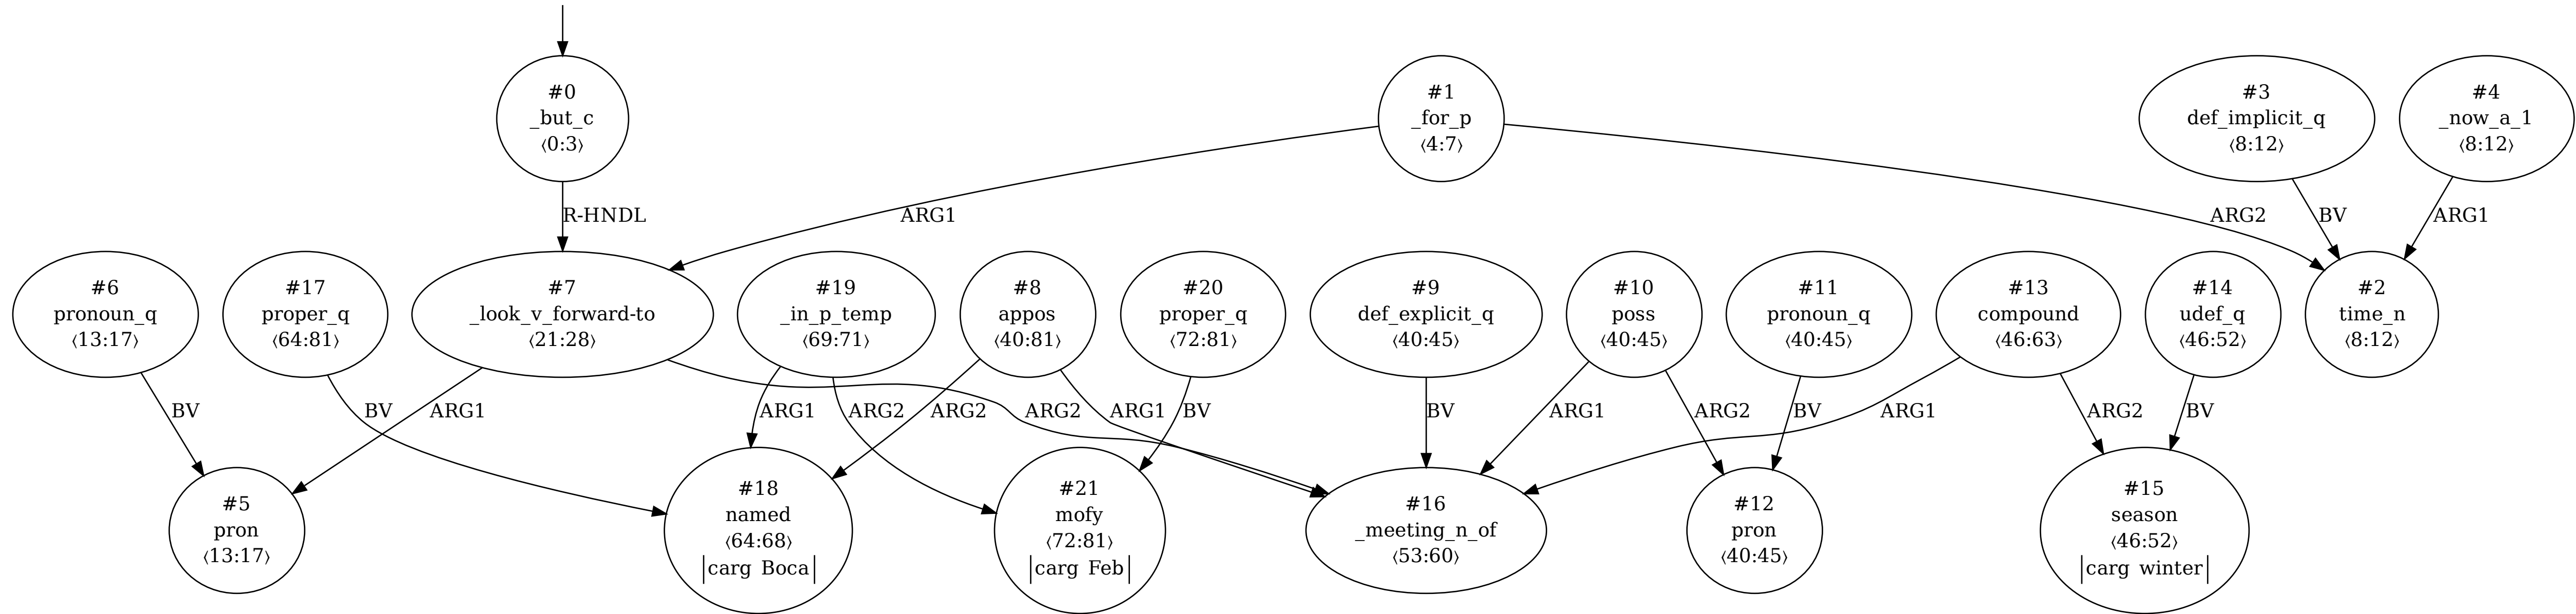 #0
_but_c
⟨0:3⟩
#1
_for_p
⟨4:7⟩
#3
def_implicit_q
⟨8:12⟩
#4
_now_a_1
⟨8:12⟩
R-HNDL
ARG1
ARG2
BV
ARG1
#6
pronoun_q
⟨13:17⟩
#17
proper_q
⟨64:81⟩
#7
_look_v_forward-to
⟨21:28⟩
#19
_in_p_temp
⟨69:71⟩
#8
appos
⟨40:81⟩
#20
proper_q
⟨72:81⟩
#9
def_explicit_q
⟨40:45⟩
#10
poss
⟨40:45⟩
#11
pronoun_q
⟨40:45⟩
#13
compound
⟨46:63⟩
#14
udef_q
⟨46:52⟩
#2
time_n
⟨8:12⟩
BV
BV
ARG1
ARG1
ARG2
ARG2
ARG2
ARG1
BV
BV
ARG1
ARG2
BV
ARG1
ARG2
BV
#5
pron
⟨13:17⟩
#18
named
⟨64:68⟩
carg Boca
#21
mofy
⟨72:81⟩
carg Feb
#16
_meeting_n_of
⟨53:60⟩
#12
pron
⟨40:45⟩
#15
season
⟨46:52⟩
carg winter